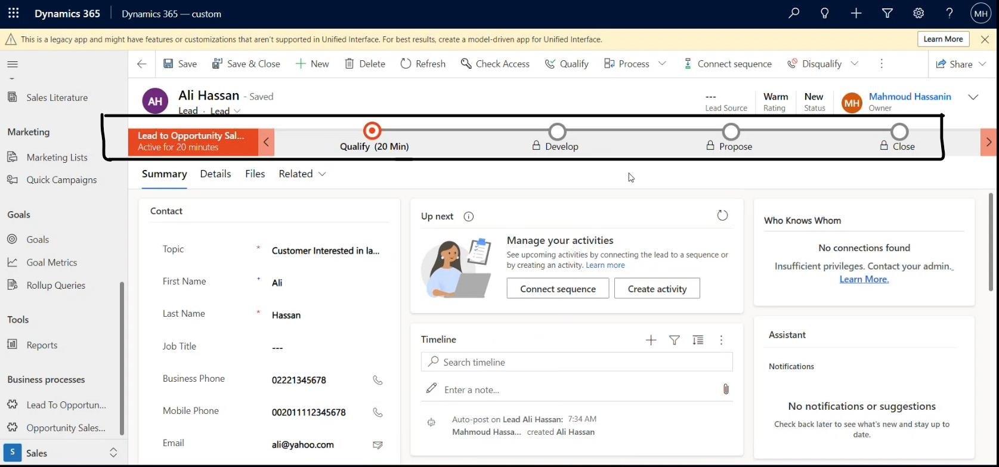 Dynamics 365 Dynamics 365 — custom MH
This is a legacy app and might have features or customizations that aren't supported in Unified Interface. For best results, create a model-driven app for Unified Interface. Learn More
Save Save & Close New Delete Refresh Check Access Qualify Process Connect sequence Disqualify Share
Sales Literature
Marketing
Marketing Lists
Quick Campaigns
Goals
Goals
Goal Metrics
Rollup Queries
Tools
Reports
Business processes
Lead To Opportun...
Opportunity Sales...
S Sales
AH
Ali Hassan - Saved
Lead · Lead
---
Lead Source
Warm
Rating
New
Status
MH
Mahmoud Hassanin
Owner
Lead to Opportunity Sal...
Active for 20 minutes
Qualify (20 Min)
Develop
Propose
Close
Summary Details Files Related
Contact
Topic * Customer Interested in la...
First Name + Ali
Last Name * Hassan
Job Title ---
Business Phone 02221345678
Mobile Phone 002011112345678
Email ali@yahoo.com
Up next
Manage your activities
See upcoming activities by connecting the lead to a sequence or
by creating an activity. Learn more
Connect sequence Create activity
Timeline
Search timeline
Enter a note...
Auto-post on Lead Ali Hassan: 7:34 AM
Mahmoud Hassa... created Ali Hassan
Who Knows Whom
No connections found
Insufficient privileges. Contact your admin.
Learn More.
Assistant
Notifications
No notifications or suggestions
Check back later to see what's new and stay up to
date.